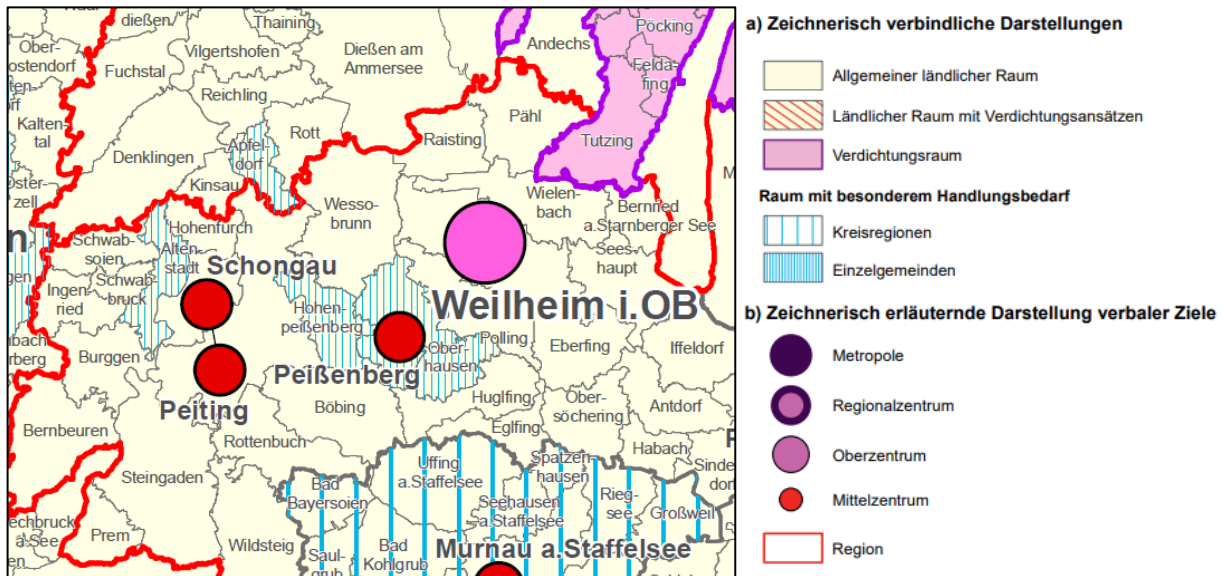 dießen
Thaining
Ober-
ostendorf
Vilgertshofen
Fuchstal
Dießen am
Ammersee
Andechs
Pöcking
Felda-
fing
Reichling
Kaltental
Rott
Pähl
Raisting
Tutzing
Apfel-
dorf
Denklingen
Kinsau
Oster-
zell
Wesso-
brunn
Wielen-
bach
Bernried
a.Starnberger See
Hohenfurch
Schwab-
soien
Alten-
stadt
Sees-
haupt
Schongau
Ingen-
ried
Schwab-
bruck
Weilheim i.OB
Hohen-
peißenberg
Polling
Ober-
hausen
Eberfing
Iffeldorf
Burggen
Peißenberg
Peiting
Böbing
Huglfing
Ober-
söchering
Antdorf
Eglfing
Bernbeuren
Rottenbuch
Habach
Steingaden
Uffing
a.Staffelsee
Spatzen
hausen
Bad
Bayersoien
Seehausen
a.Staffelsee
Rieg-
see
Großweil
Prem
Wildsteig
Saul-
grub
Bad
Kohlgrub
Murnau a.Staffelsee
a) Zeichnerisch verbindliche Darstellungen
Allgemeiner ländlicher Raum
Ländlicher Raum mit Verdichtungsansätzen
Verdichtungsraum
Raum mit besonderem Handlungsbedarf
Kreisregionen
Einzelgemeinden
b) Zeichnerisch erläuternde Darstellung verbaler Ziele
Metropole
Regionalzentrum
Oberzentrum
Mittelzentrum
Region